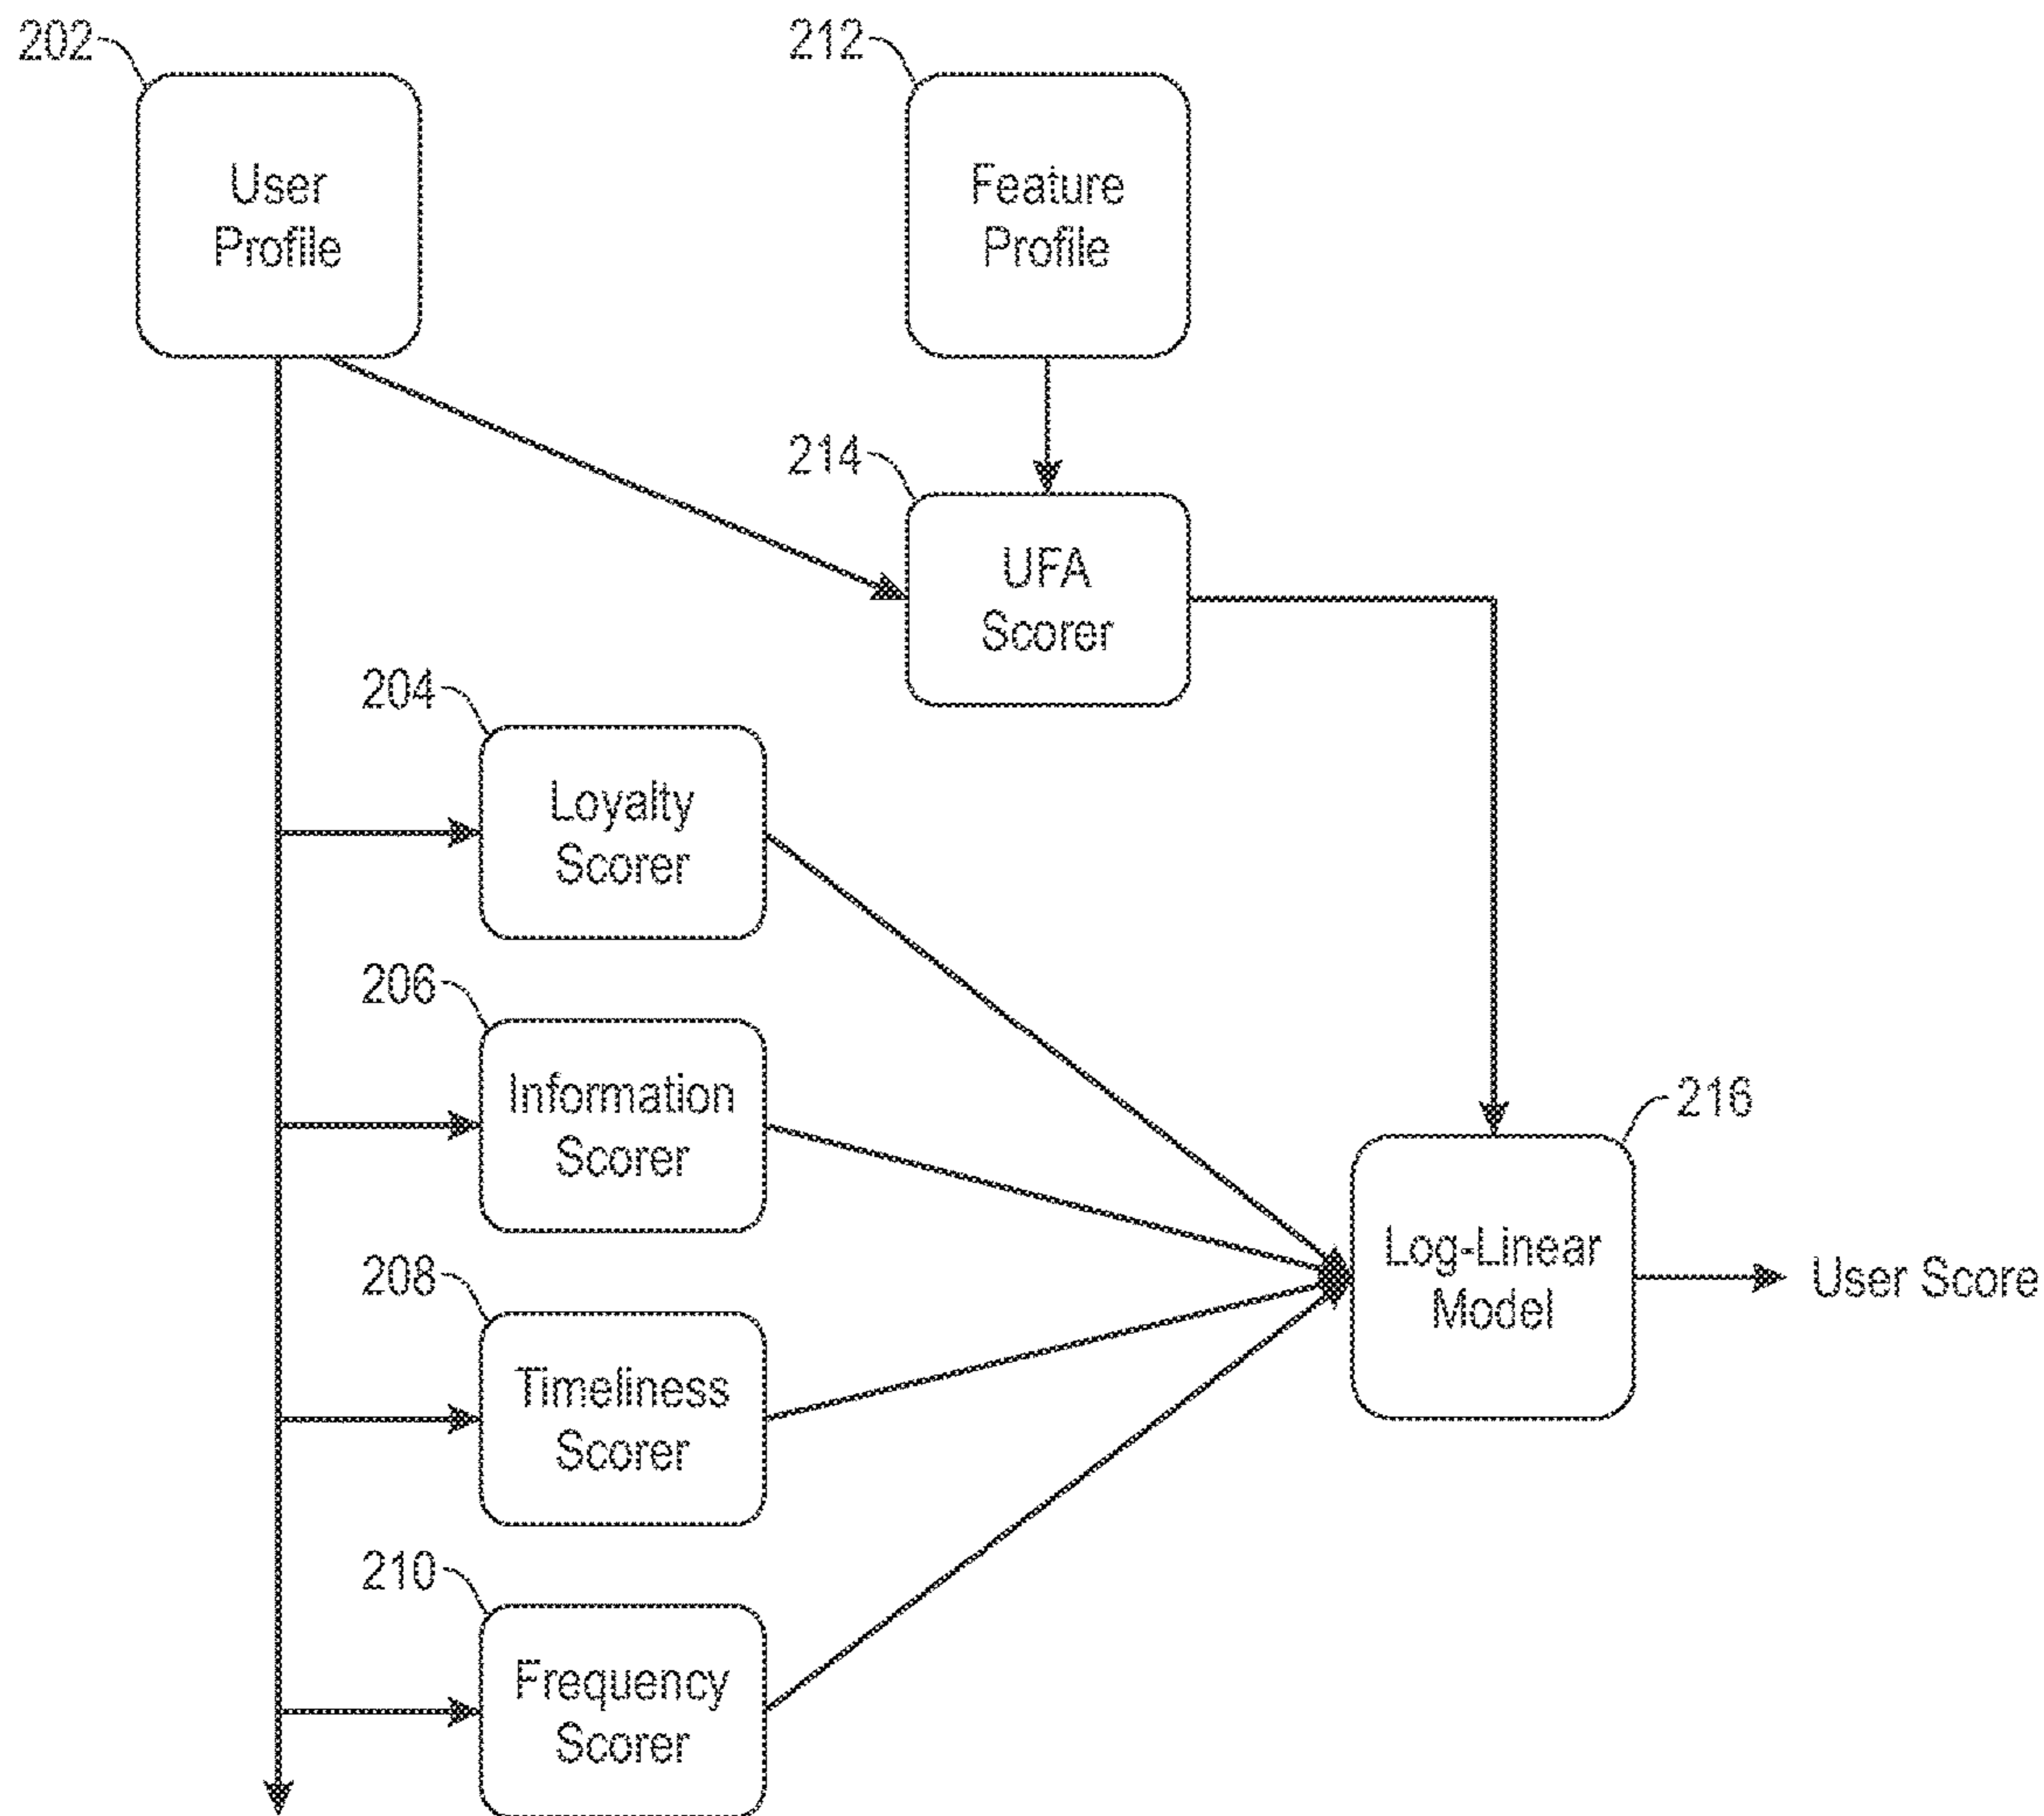 202
User
Profile
212
Feature
Profile
214
UFA
Scorer
204
Loyalty
Scorer
206
Information
Scorer
216
Log-Linear
Model
User Score
208
Timeliness
Scorer
210
Frequency
Scorer